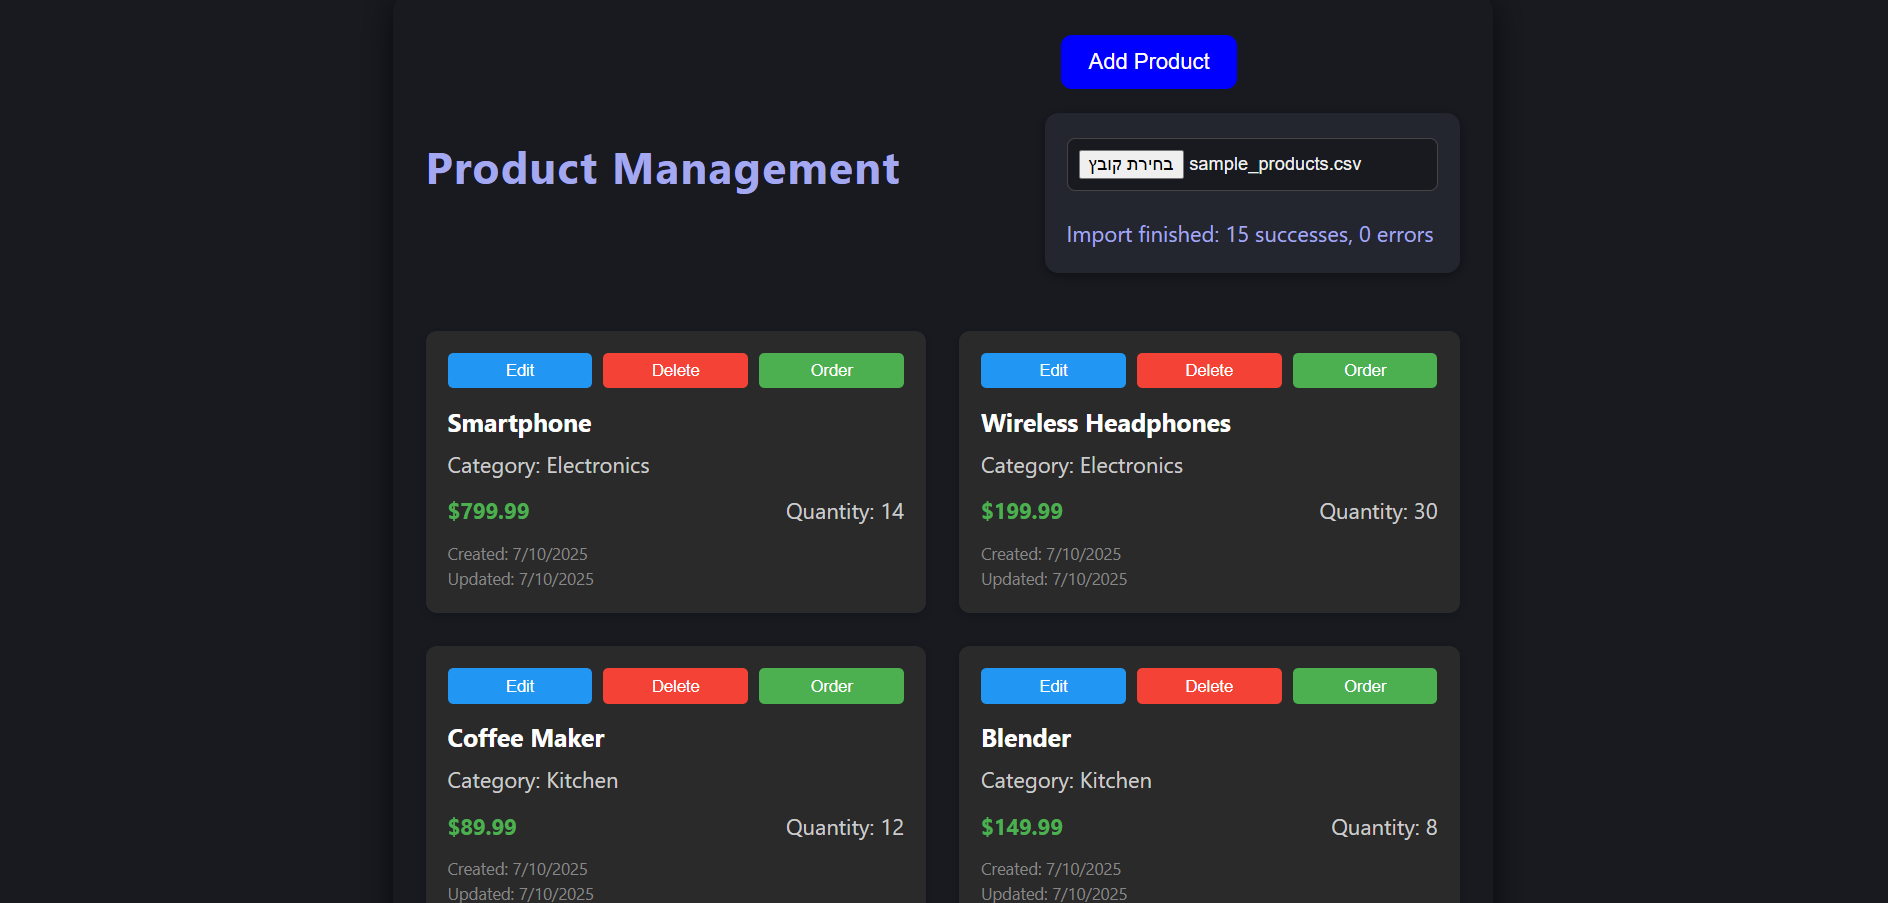 Add Product
Product Management
בחירת קובץ sample_products.csv
Import finished: 15 successes, 0 errors
Edit Delete Order
Smartphone
Category: Electronics
$799.99 Quantity: 14
Created: 7/10/2025
Updated: 7/10/2025
Edit Delete Order
Wireless Headphones
Category: Electronics
$199.99 Quantity: 30
Created: 7/10/2025
Updated: 7/10/2025
Edit Delete Order
Coffee Maker
Category: Kitchen
$89.99 Quantity: 12
Created: 7/10/2025
Updated: 7/10/2025
Edit Delete Order
Blender
Category: Kitchen
$149.99 Quantity: 8
Created: 7/10/2025
Updated: 7/10/2025